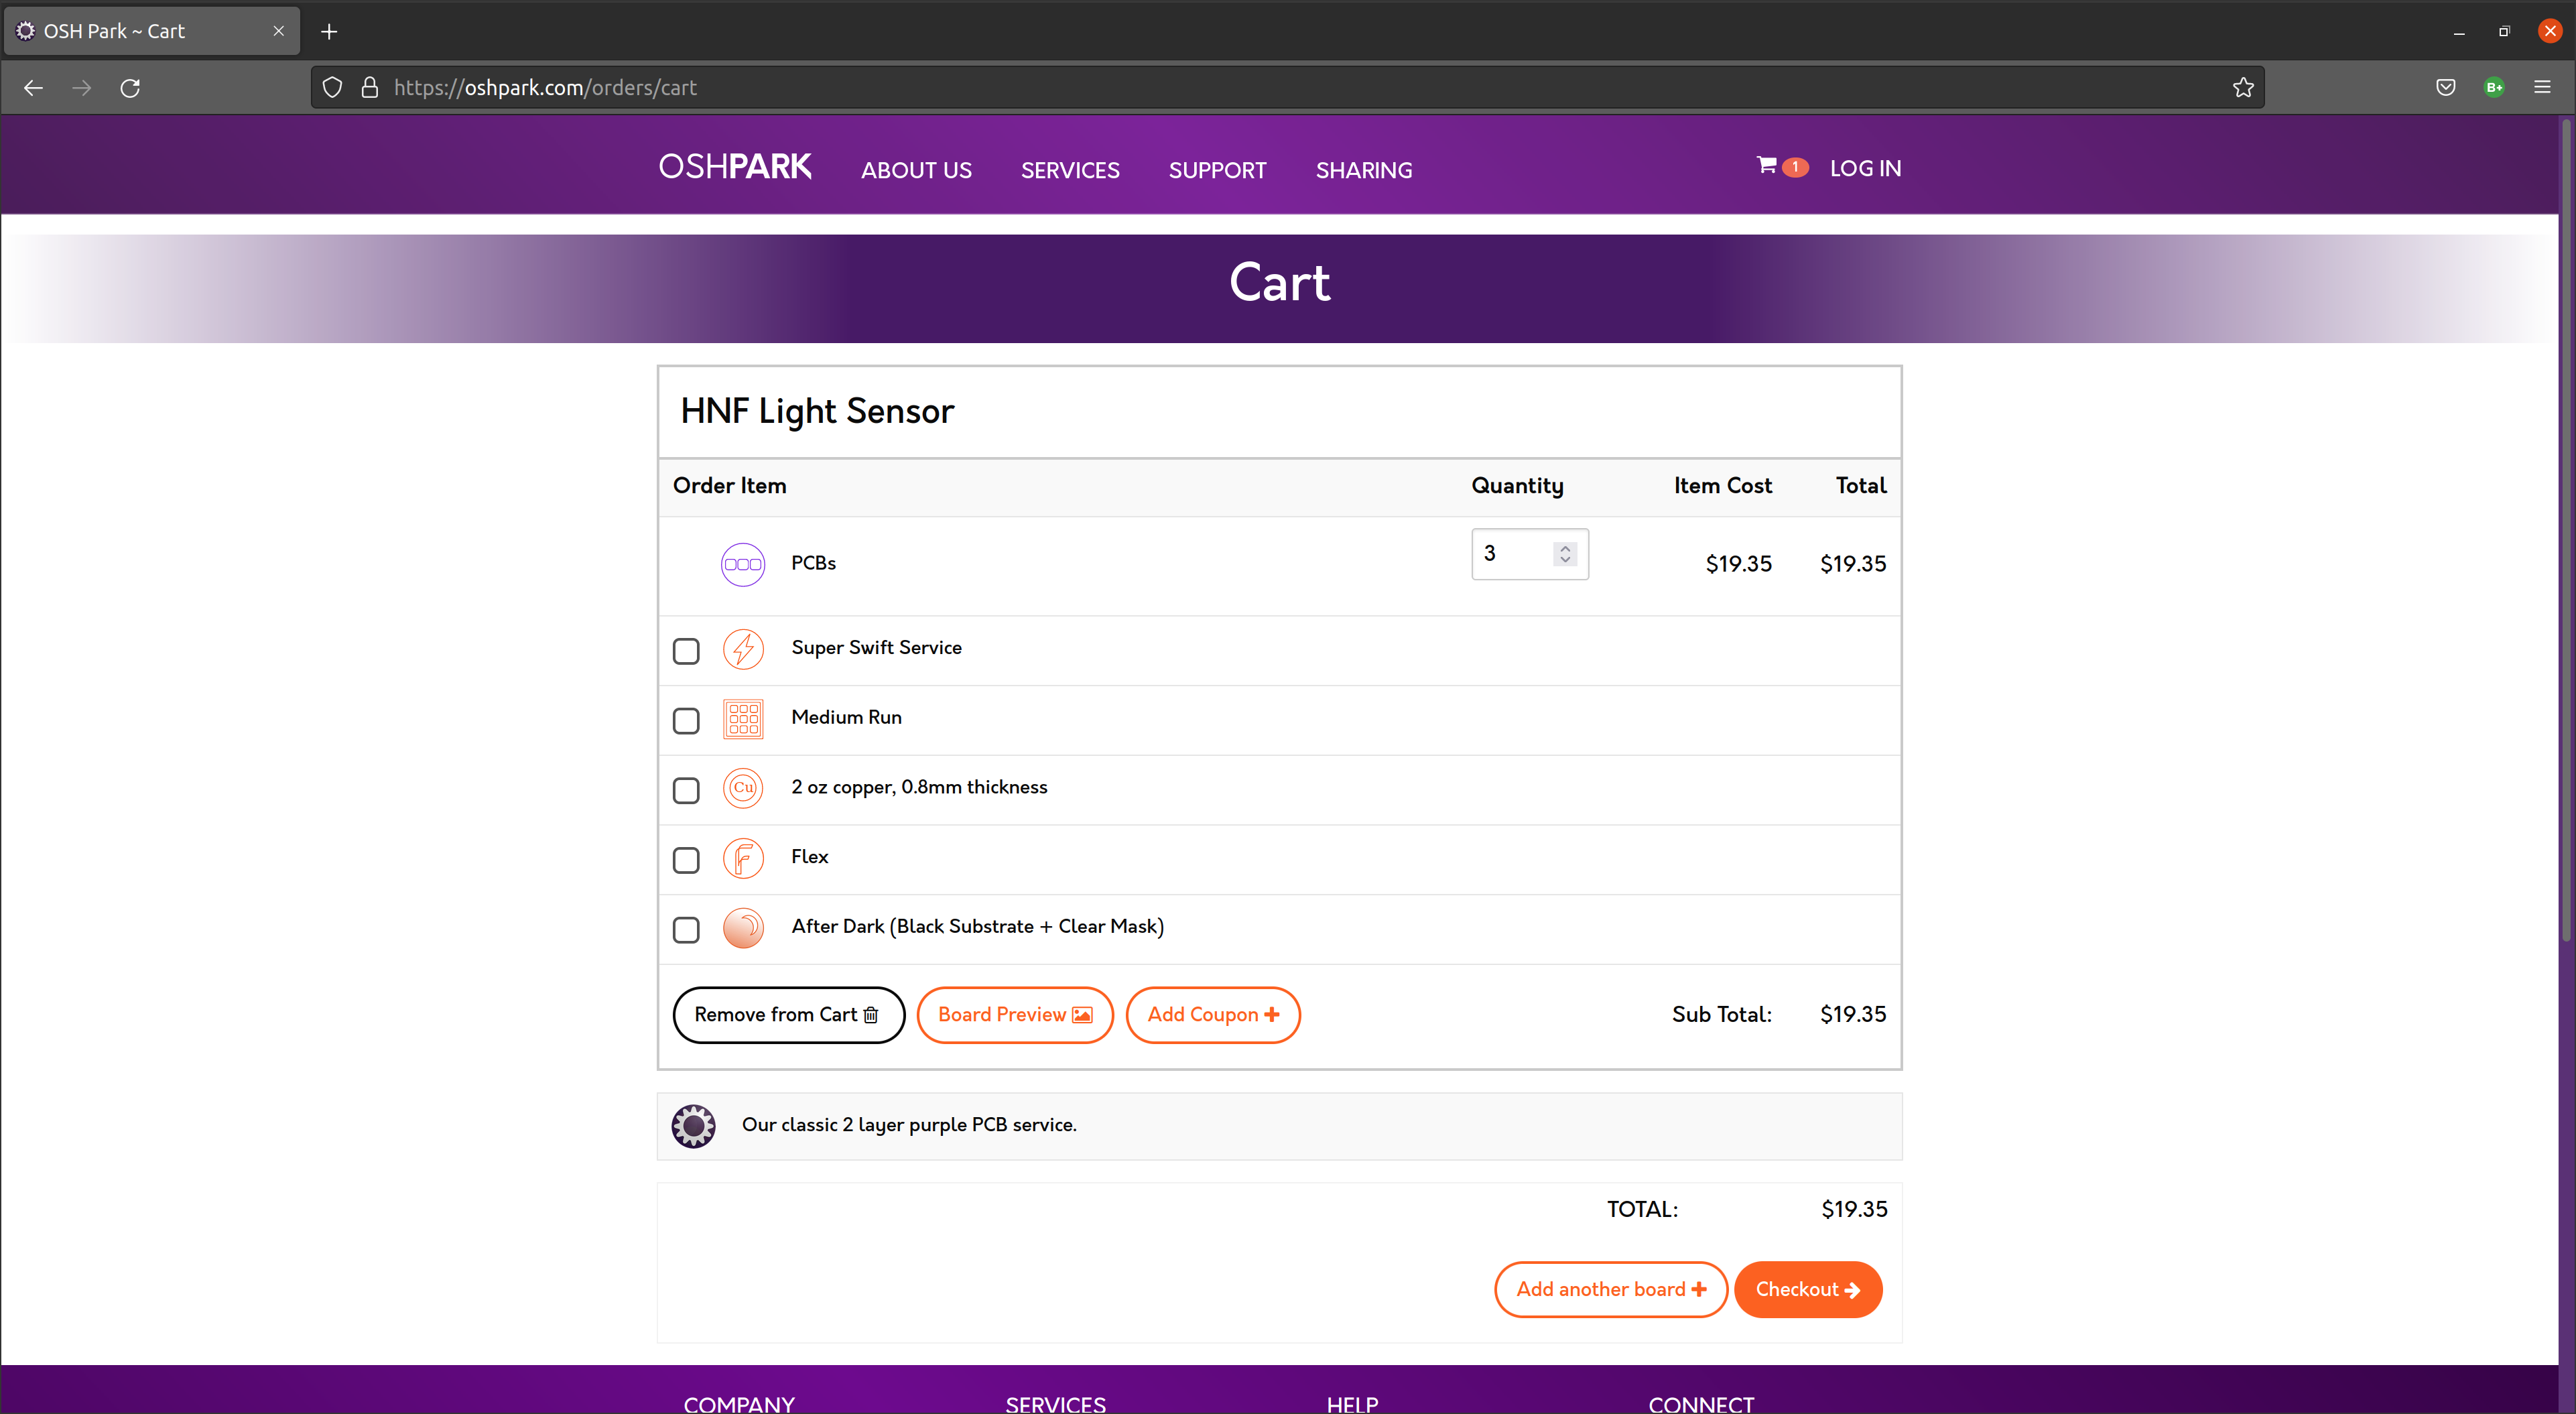 OSH Park ~ Cart
https://oshpark.com/orders/cart
B+
OSHPARK ABOUT US SERVICES SUPPORT SHARING 1 LOG IN
Cart
HNF Light Sensor
Order Item Quantity Item Cost Total
PCBs 3 $19.35 $19.35
Super Swift Service
Medium Run
Cu 2 oz copper, 0.8mm thickness
F Flex
After Dark (Black Substrate + Clear Mask)
Remove from Cart Board Preview Add Coupon Sub Total: $19.35
Our classic 2 layer purple PCB service.
TOTAL: $19.35
Add another board Checkout
COMPANY SERVICES HELP CONNECT